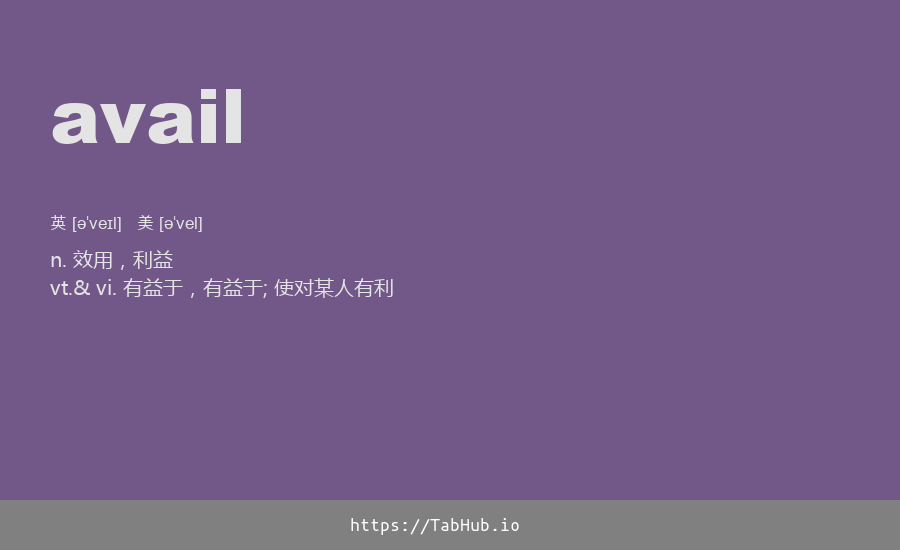 avail
英 [ə'veɪl] 美 [ə'vel]
n. 效用，利益
vt.& vi. 有益于，有益于; 使对某人有利
https://TabHub.io